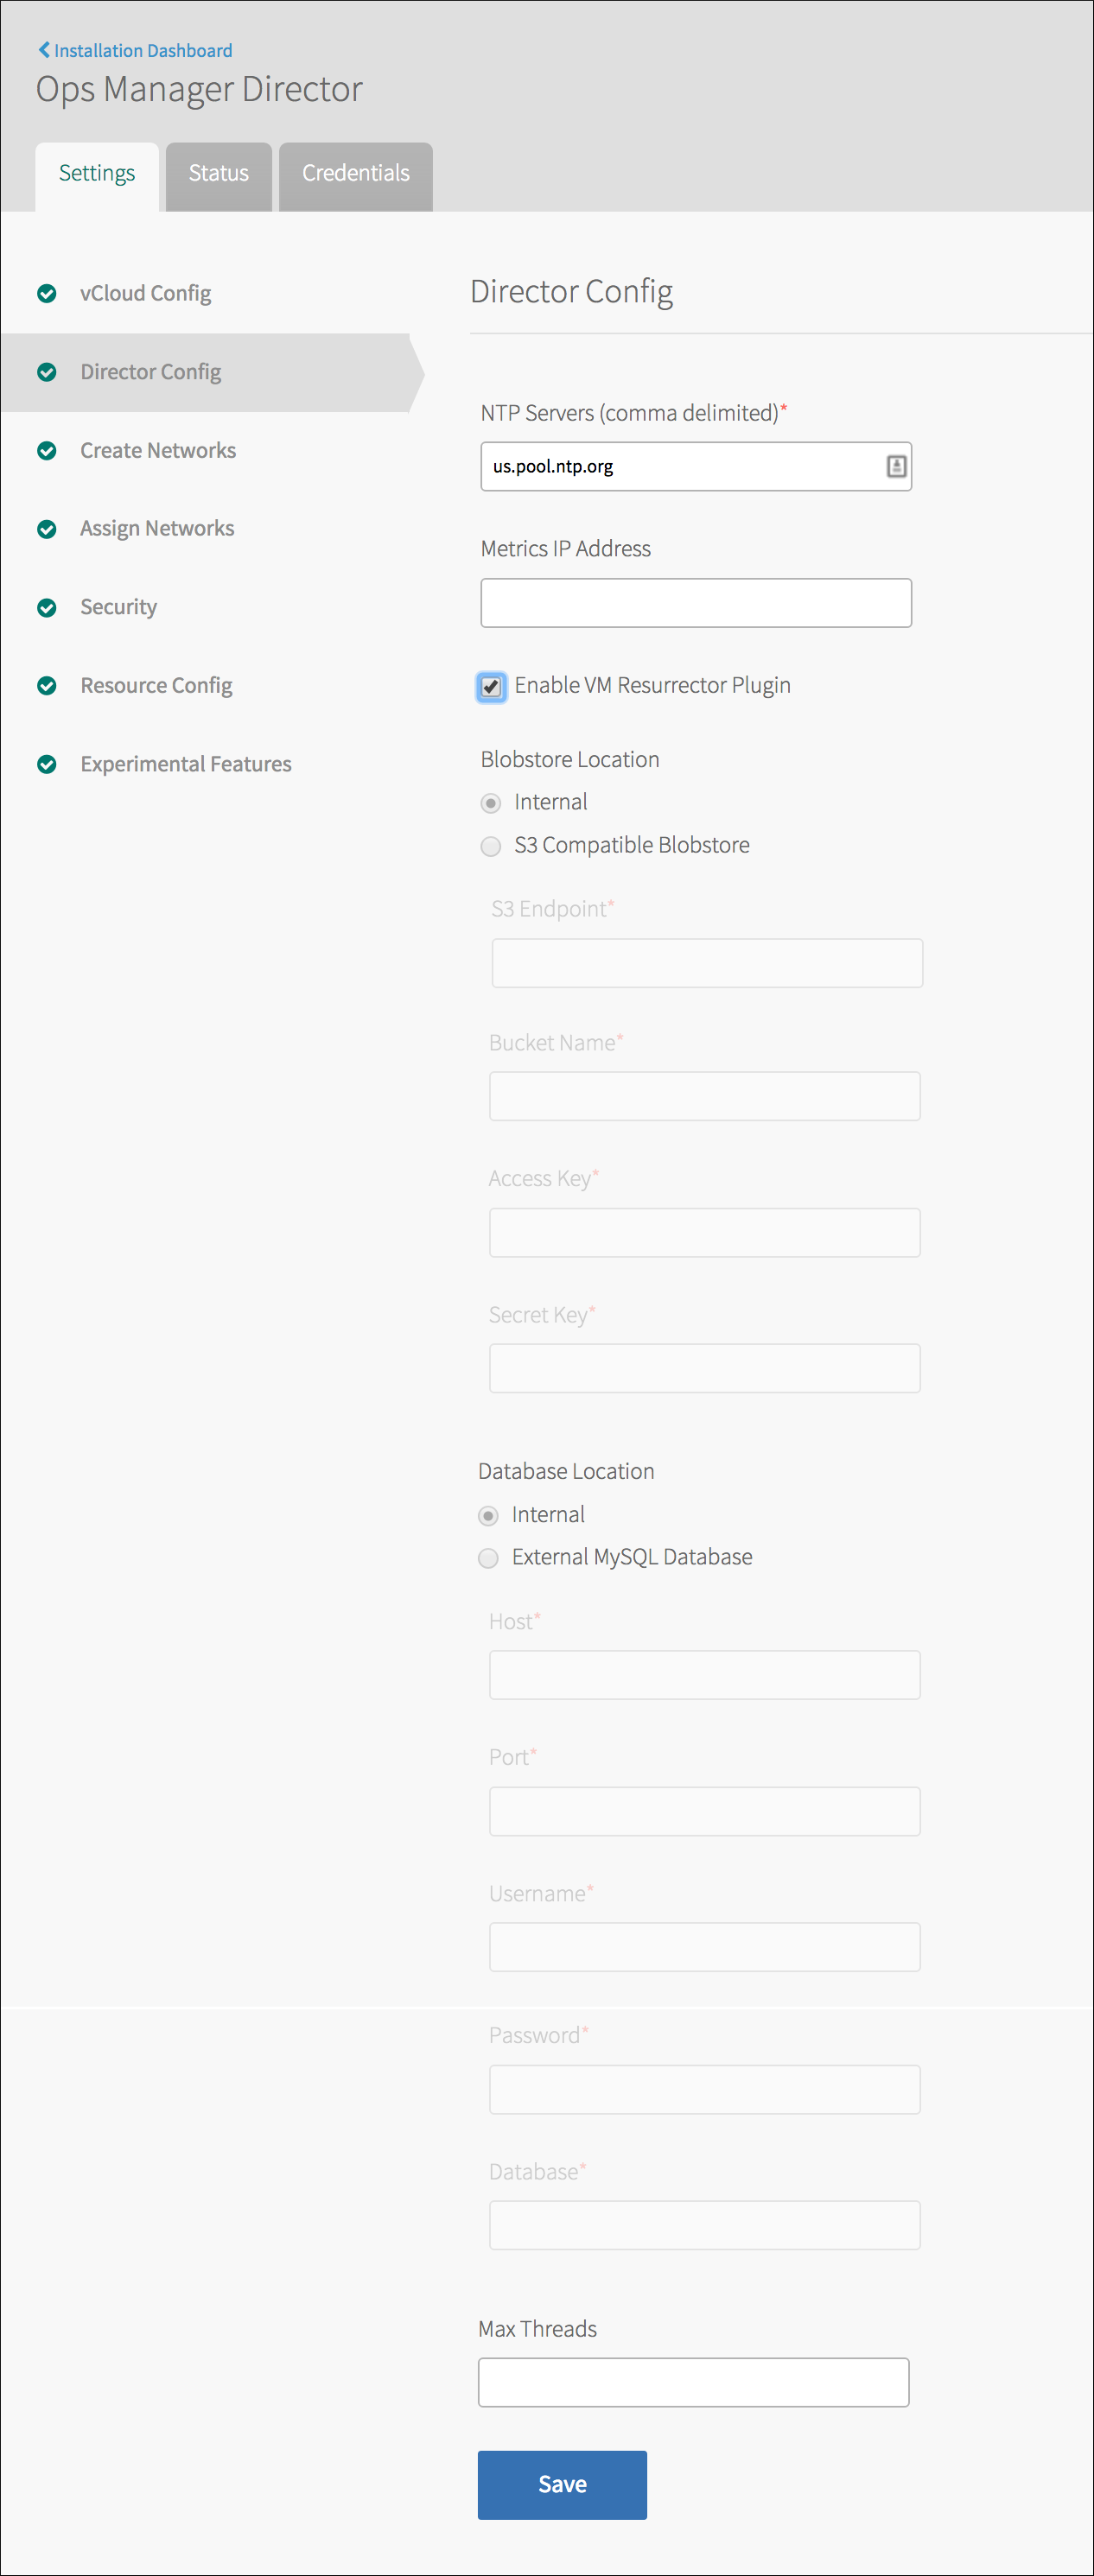 Installation Dashboard
Ops Manager Director
Settings
Status
Credentials
vCloud Config
Director Config
Create Networks
Assign Networks
Security
Resource Config
Experimental Features
Director Config
NTP Servers (comma delimited)*
us.pool.ntp.org
Metrics IP Address
Enable VM Resurrector Plugin
Blobstore Location
Internal
S3 Compatible Blobstore
S3 Endpoint*
Bucket Name*
Access Key*
Secret Key*
Database Location
Internal
External MySQL Database
Host*
Port*
Username*
Password*
Database*
Max Threads
Save